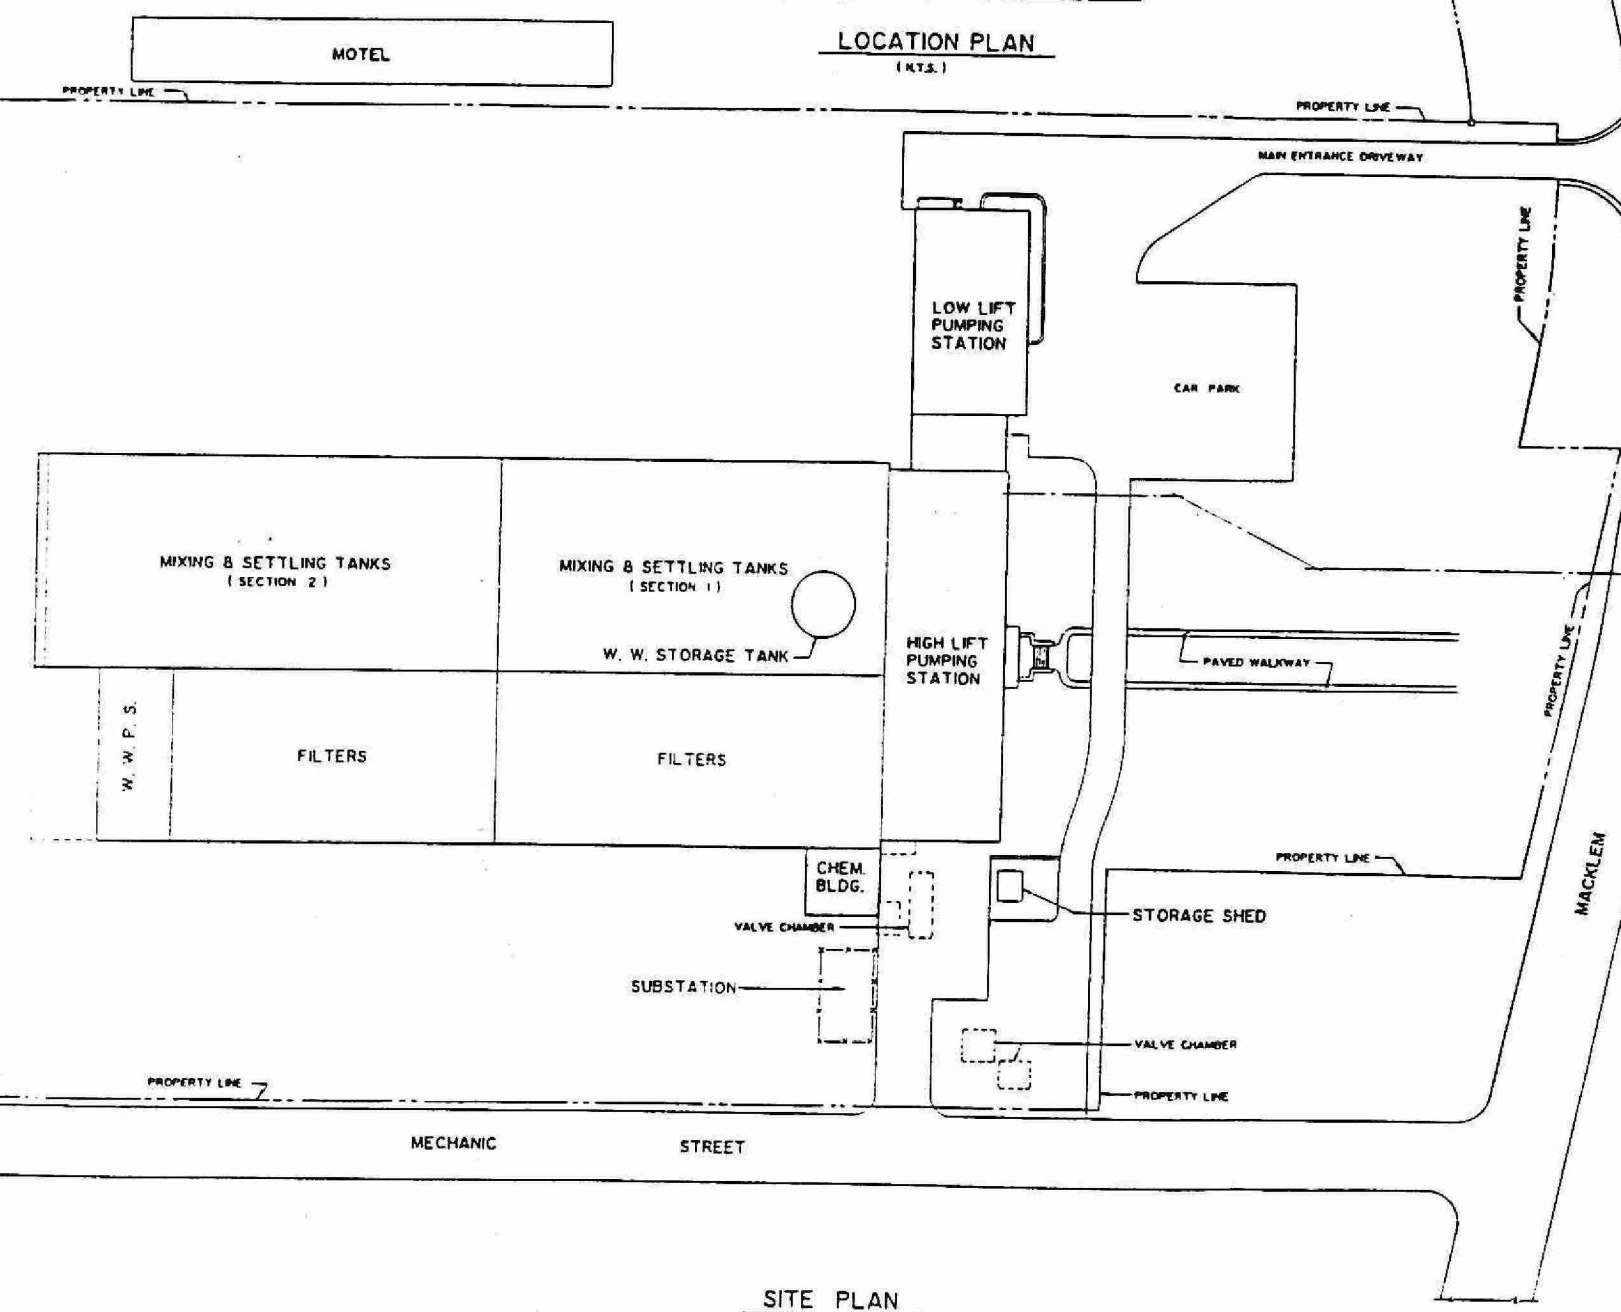 MOTEL
LOCATION PLAN
( N.T.S. )
PROPERTY LINE
PROPERTY LINE
MAIN ENTRANCE DRIVEWAY
PROPERTY LINE
LOW LIFT
PUMPING
STATION
CAR PARK
MIXING & SETTLING TANKS
( SECTION 2 )
MIXING & SETTLING TANKS
( SECTION 1 )
W. W. STORAGE TANK
HIGH LIFT
PUMPING
STATION
PAVED WALKWAY
PROPERTY LINE
W. W. P. S.
FILTERS
FILTERS
CHEM.
BLDG.
PROPERTY LINE
MACKLEM
STORAGE SHED
VALVE CHAMBER
SUBSTATION
VALVE CHAMBER
PROPERTY LINE
PROPERTY LINE
MECHANIC STREET
SITE PLAN